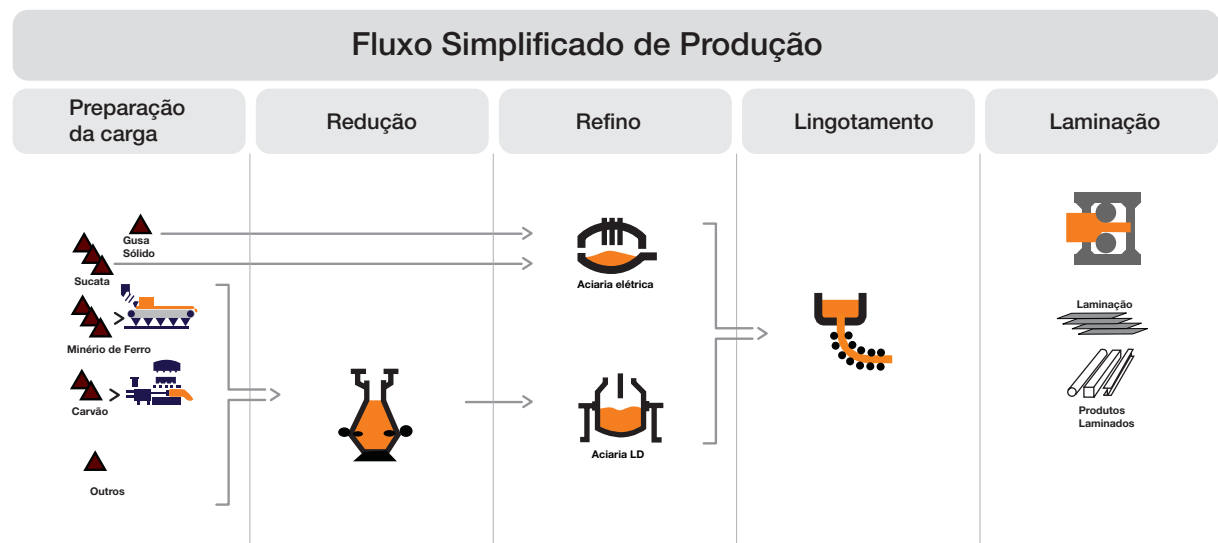 Fluxo Simplificado de Produção
Preparação
da carga
Redução
Refino
Lingotamento
Laminação
Gusa
Sólido
Sucata
Minério de Ferro
Carvão
Outros
Aciaria elétrica
Aciaria LD
Laminação
Produtos
Laminados